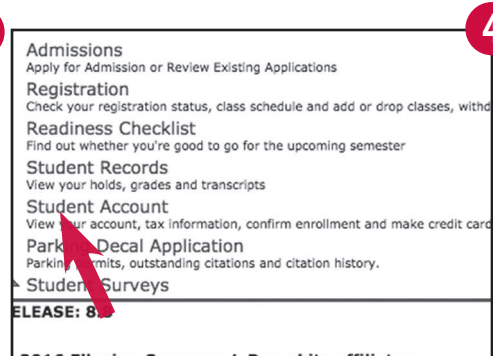 4
Admissions
Apply for Admission or Review Existing Applications
Registration
Check your registration status, class schedule and add or drop classes, withd
Readiness Checklist
Find out whether you're good to go for the upcoming semester
Student Records
View your holds, grades and transcripts
Student Account
View your account, tax information, confirm enrollment and make credit card
Parking Decal Application
Parking permits, outstanding citations and citation history.
Student Surveys
ELEASE: 8.8